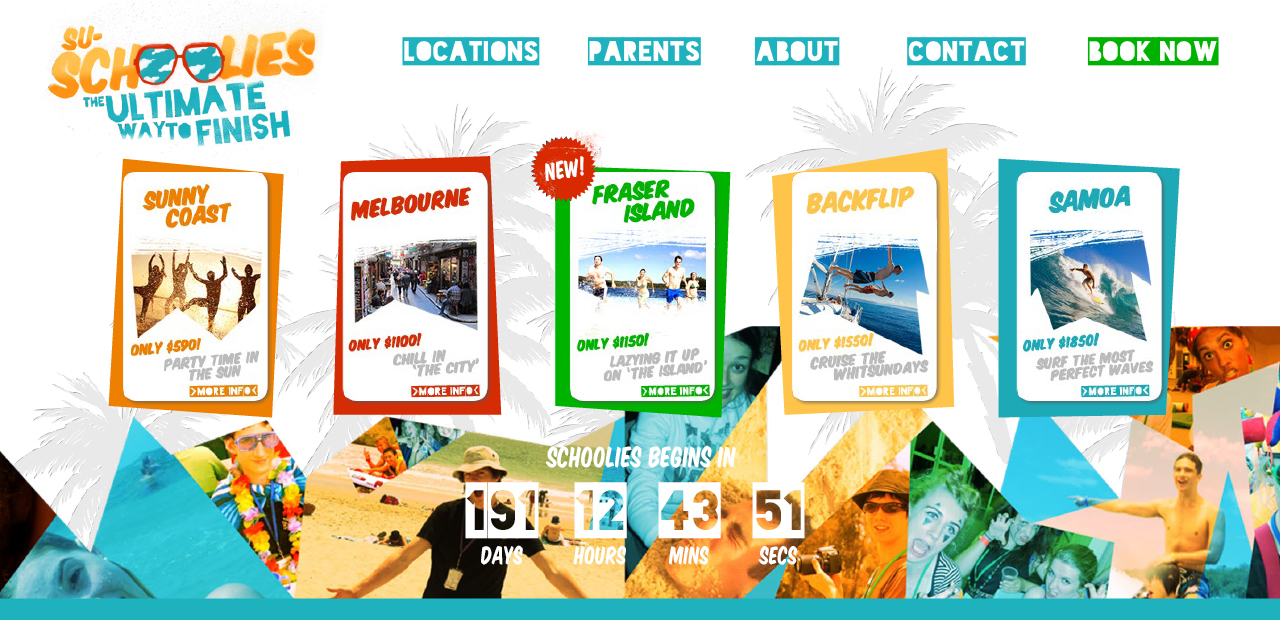 SU-
SCHOOLIES
THE ULTIMATE
WAY TO FINISH
LOCATIONS
PARENTS
ABOUT
CONTACT
BOOK NOW
SUNNY
COAST
ONLY $590!
PARTY TIME IN
THE SUN
>MORE INFO<
MELBOURNE
ONLY $1100!
CHILL IN
'THE CITY'
>MORE INFO<
NEW!
FRASER
ISLAND
ONLY $1150!
LAZYING IT UP
ON 'THE ISLAND'
>MORE INFO<
BACKFLIP
ONLY $1550!
CRUISE THE
WHITSUNDAYS
>MORE INFO<
SAMOA
ONLY $1850!
SURF THE MOST
PERFECT WAVES
>MORE INFO<
SCHOOLIES BEGINS IN
191 12 43 51
DAYS HOURS MINS SECS